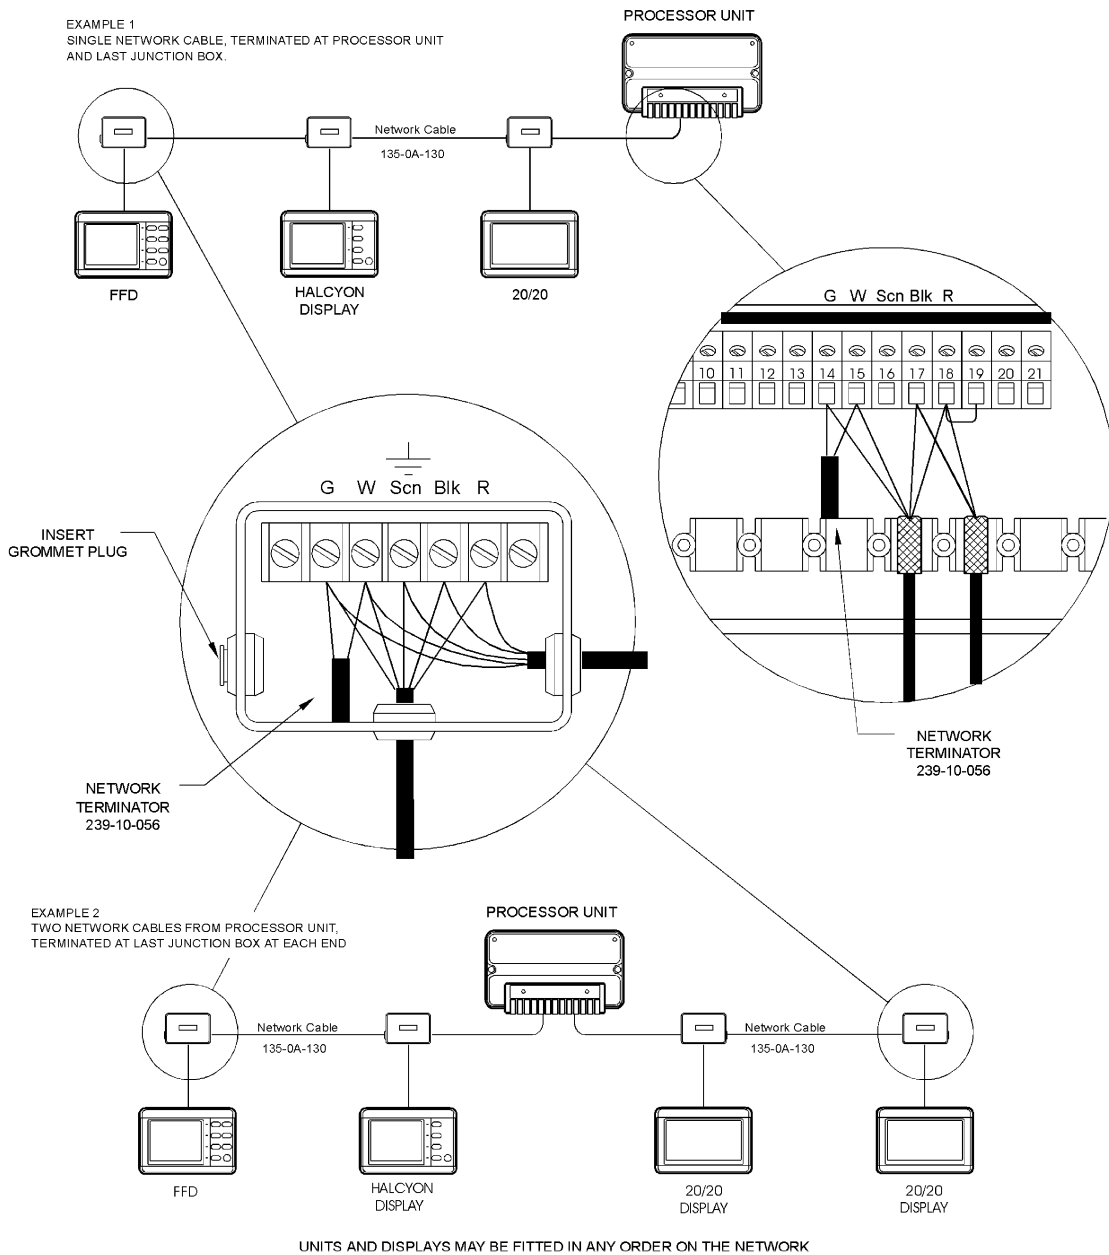 EXAMPLE 1
SINGLE NETWORK CABLE, TERMINATED AT PROCESSOR UNIT
AND LAST JUNCTION BOX.
PROCESSOR UNIT
Network Cable
135-0A-130
FFD
HALCYON
DISPLAY
20/20
G W Scn Blk R
10 11 12 13 14 15 16 17 18 19 20 21
G W Scn Blk R
INSERT
GROMMET PLUG
NETWORK
TERMINATOR
239-10-056
NETWORK
TERMINATOR
239-10-056
EXAMPLE 2
TWO NETWORK CABLES FROM PROCESSOR UNIT,
TERMINATED AT LAST JUNCTION BOX AT EACH END
PROCESSOR UNIT
Network Cable
135-0A-130
Network Cable
135-0A-130
FFD
HALCYON
DISPLAY
20/20
DISPLAY
20/20
DISPLAY
UNITS AND DISPLAYS MAY BE FITTED IN ANY ORDER ON THE NETWORK